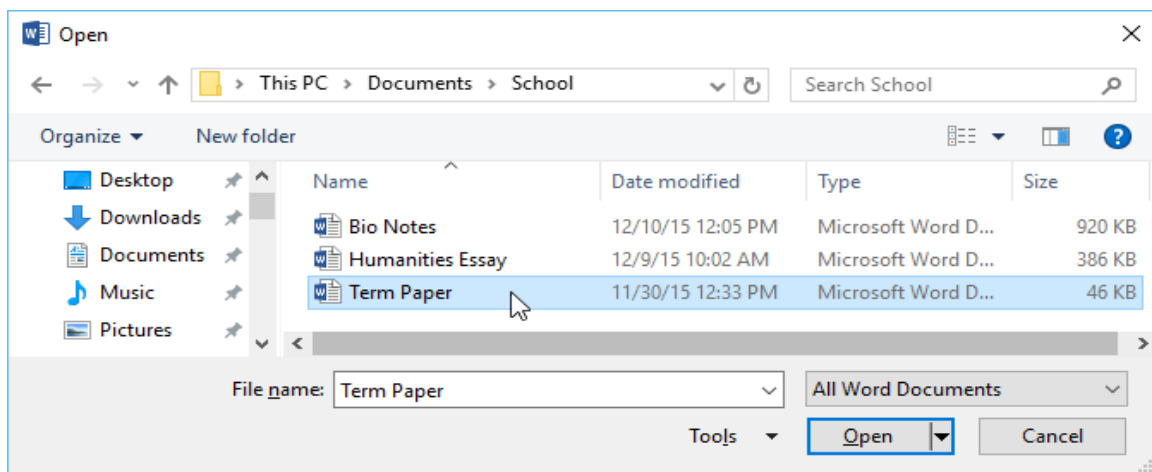 Open
This PC > Documents > School
Search School
Organize New folder
Name Date modified Type Size
Desktop
Downloads
Documents
Music
Pictures
Bio Notes 12/10/15 12:05 PM Microsoft Word D... 920 KB
Humanities Essay 12/9/15 10:02 AM Microsoft Word D... 386 KB
Term Paper 11/30/15 12:33 PM Microsoft Word D... 46 KB
File name: Term Paper All Word Documents
Tools Open Cancel